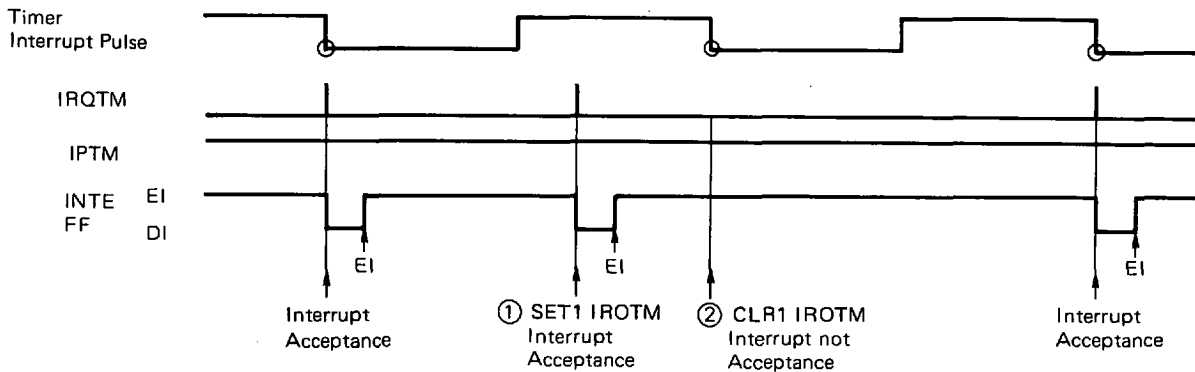 Timer
Interrupt Pulse
IRQTM
IPTM
INTE EI
FF DI
EI
EI
EI
Interrupt
Acceptance
① SET1 IROTM
Interrupt
Acceptance
② CLR1 IROTM
Interrupt not
Acceptance
Interrupt
Acceptance